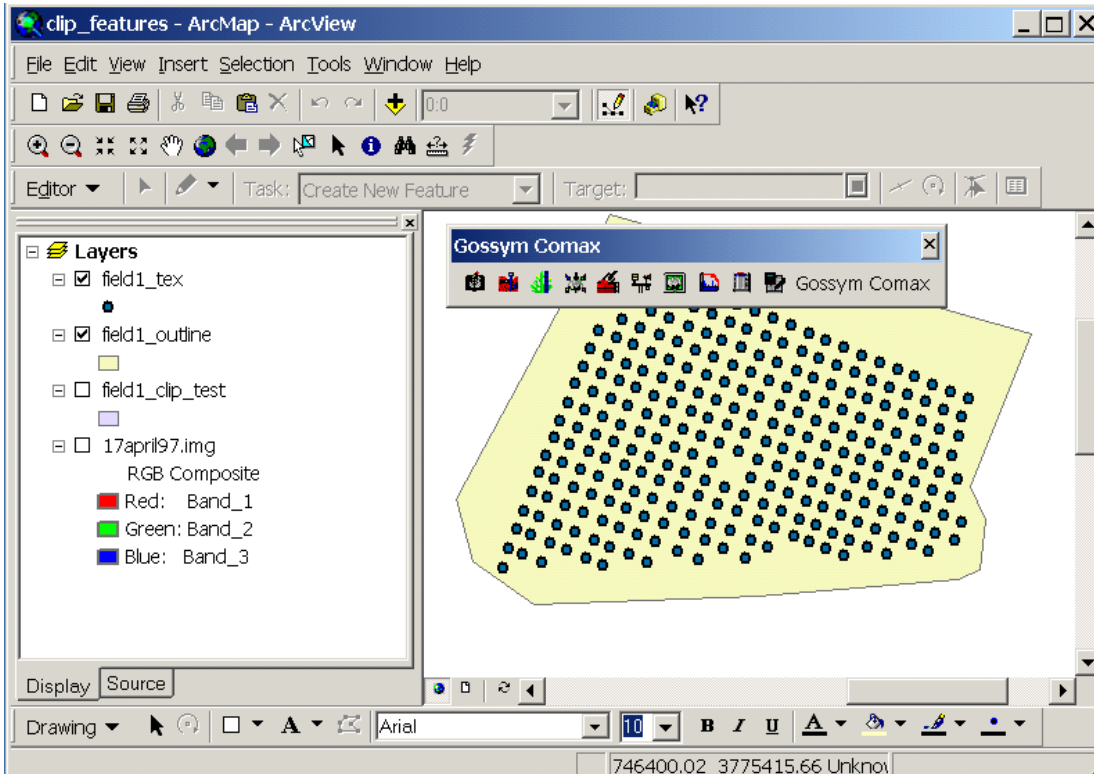 clip_features - ArcMap - ArcView
File Edit View Insert Selection Tools Window Help
0:0
Editor Task: Create New Feature Target:
Layers
field1_tex
field1_outline
field1_clip_test
17april97.img
RGB Composite
Red: Band_1
Green: Band_2
Blue: Band_3
Gossym Comax
Gossym Comax
Display Source
Drawing A Arial 10 B I U A
746400.02 3775415.66 Unknow